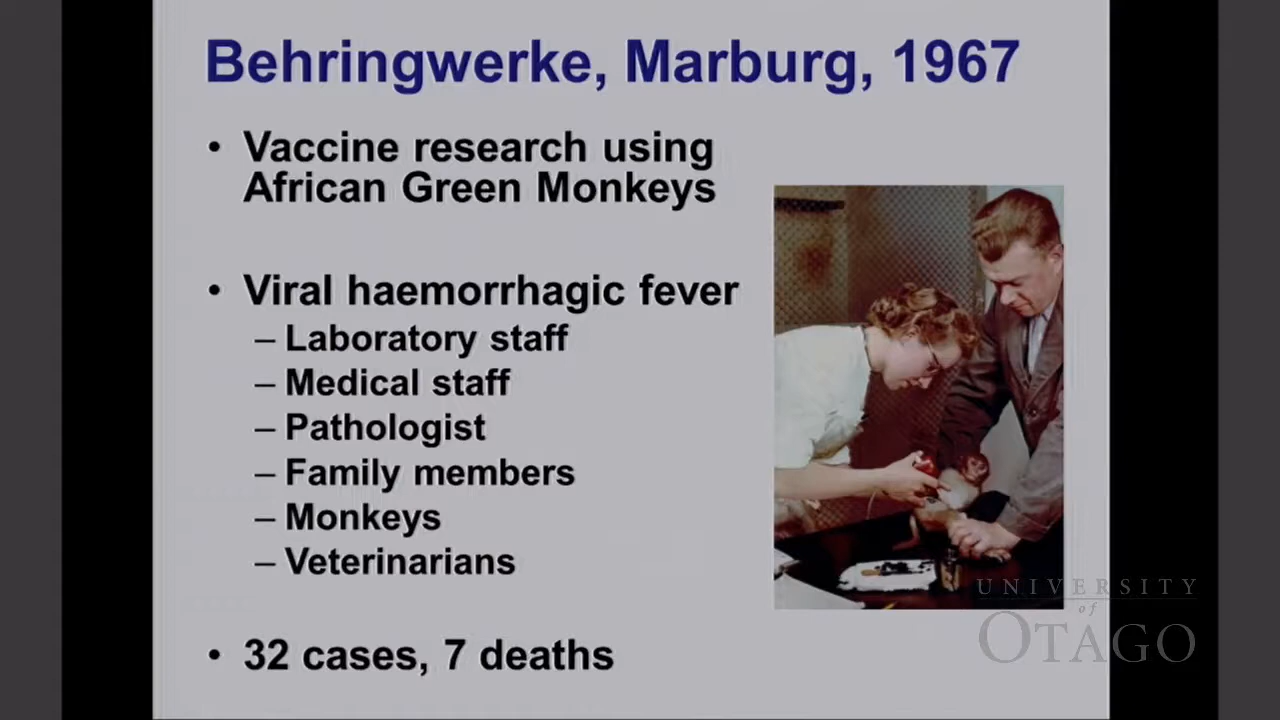 Behringwerke, Marburg, 1967
• Vaccine research using
African Green Monkeys
• Viral haemorrhagic fever
– Laboratory staff
– Medical staff
– Pathologist
– Family members
– Monkeys
– Veterinarians
• 32 cases, 7 deaths
UNIVERSITY
of
OTAGO